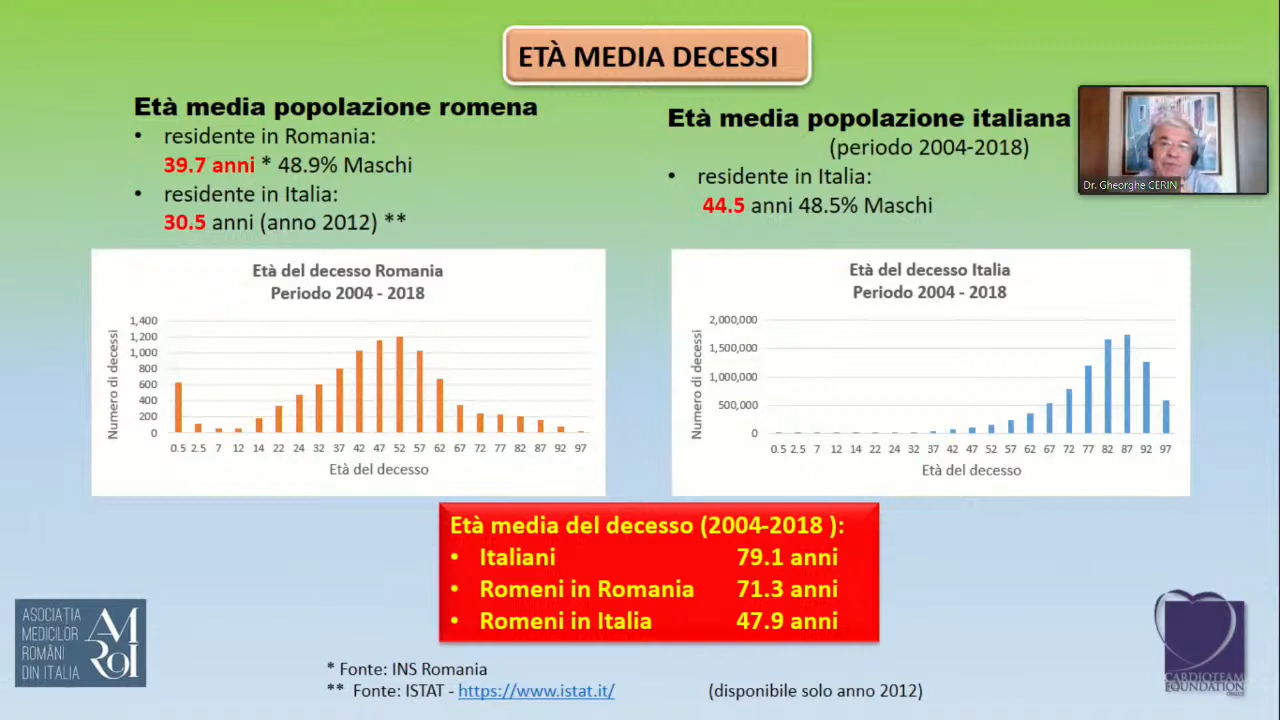 ETÀ MEDIA DECESSI
Età media popolazione romena
• residente in Romania:
39.7 anni * 48.9% Maschi
• residente in Italia:
30.5 anni (anno 2012) **
Età media popolazione italiana
(periodo 2004-2018)
• residente in Italia:
44.5 anni 48.5% Maschi
Dr. Gheorghe CERIN
Età del decesso Romania
Periodo 2004 - 2018
Numero di decessi
1,400
1,200
1,000
800
600
400
200
0
0.5 2.5 7 12 14 22 24 32 37 42 47 52 57 62 67 72 77 82 87 92 97
Età del decesso
Età del decesso Italia
Periodo 2004 - 2018
Numero di decessi
2,000,000
1,500,000
1,000,000
500,000
0
0.5 2.5 7 12 14 22 24 32 37 42 47 52 57 62 67 72 77 82 87 92 97
Età del decesso
Età media del decesso (2004-2018 ):
• Italiani 79.1 anni
• Romeni in Romania 71.3 anni
• Romeni in Italia 47.9 anni
ASOCIAȚIA
MEDICILOR
ROMÂNI
DIN ITALIA
AM
ROI
* Fonte: INS Romania
** Fonte: ISTAT - https://www.istat.it/ (disponibile solo anno 2012)
CARDIOTEAM
FOUNDATION